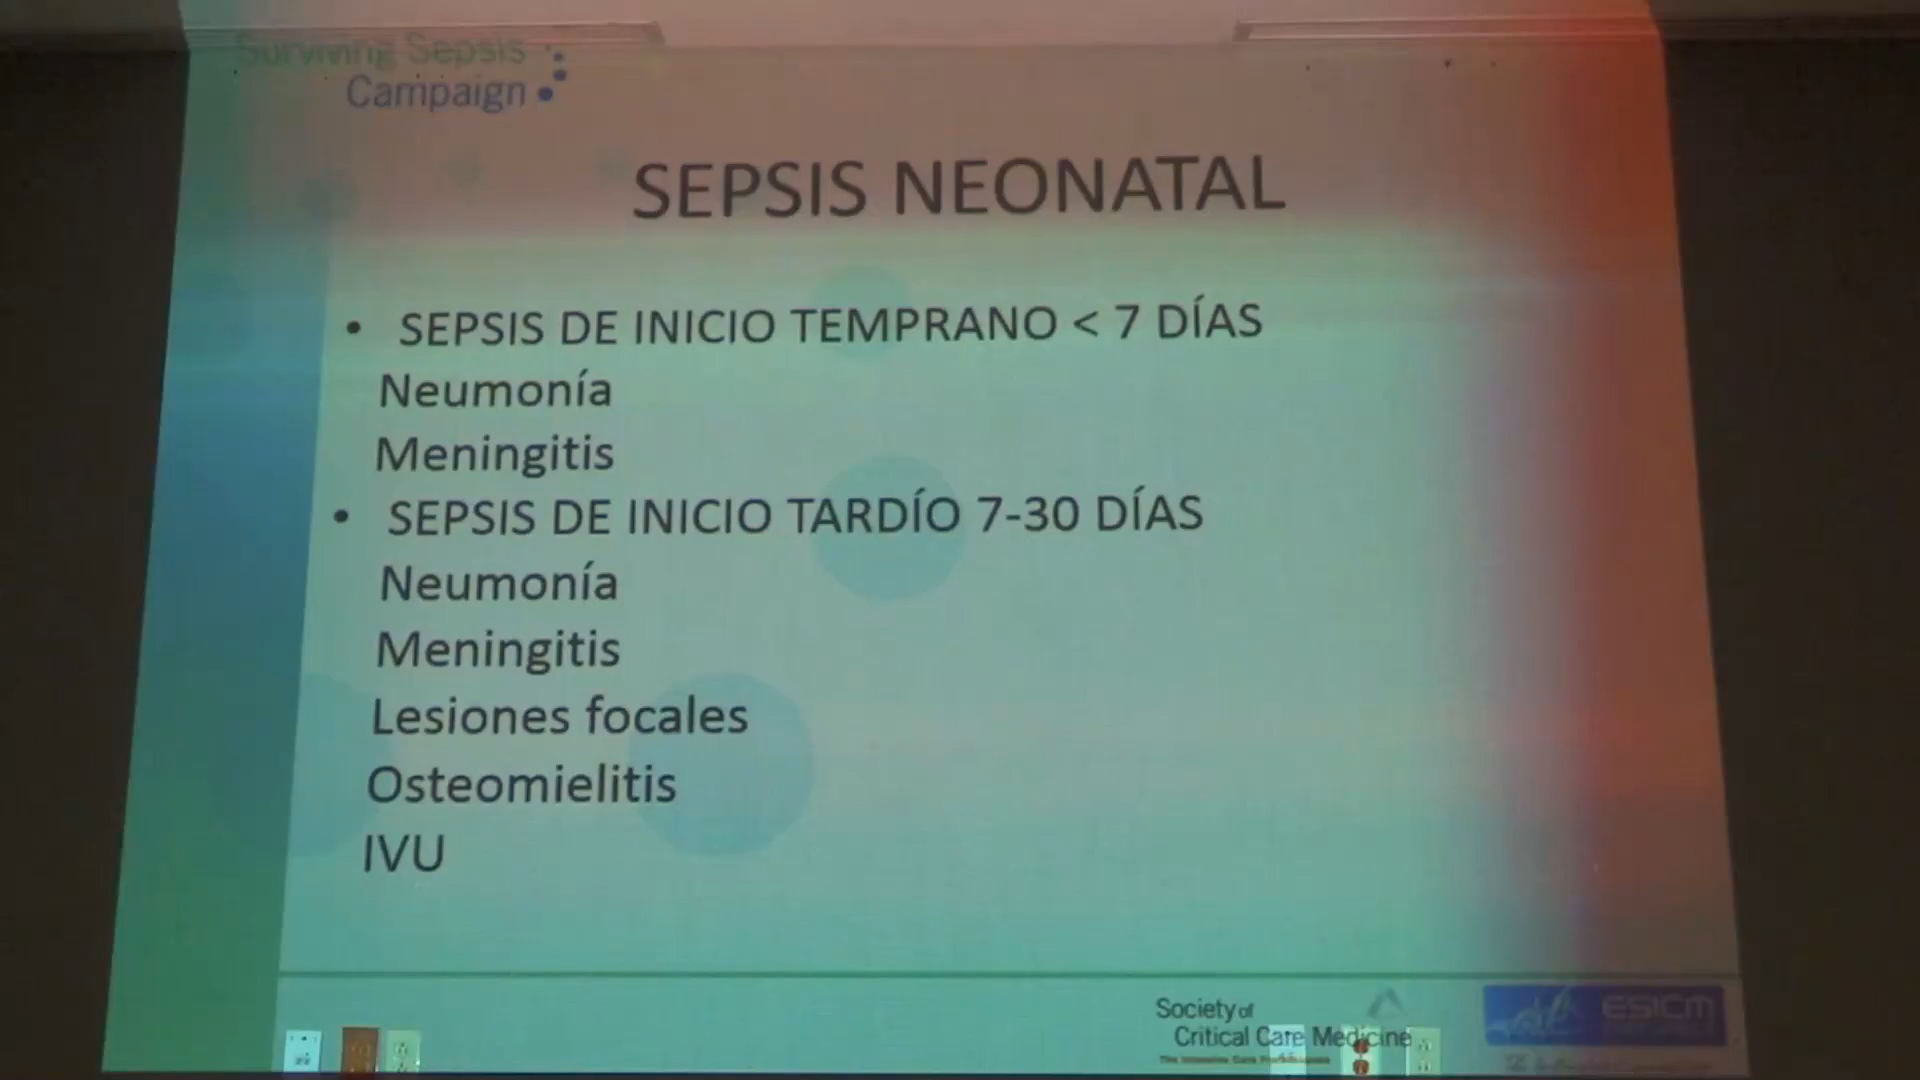 Surviving Sepsis
Campaign
SEPSIS NEONATAL
• SEPSIS DE INICIO TEMPRANO < 7 DÍAS
Neumonía
Meningitis
• SEPSIS DE INICIO TARDÍO 7-30 DÍAS
Neumonía
Meningitis
Lesiones focales
Osteomielitis
IVU
Society of
Critical Care Medicine
ESICM